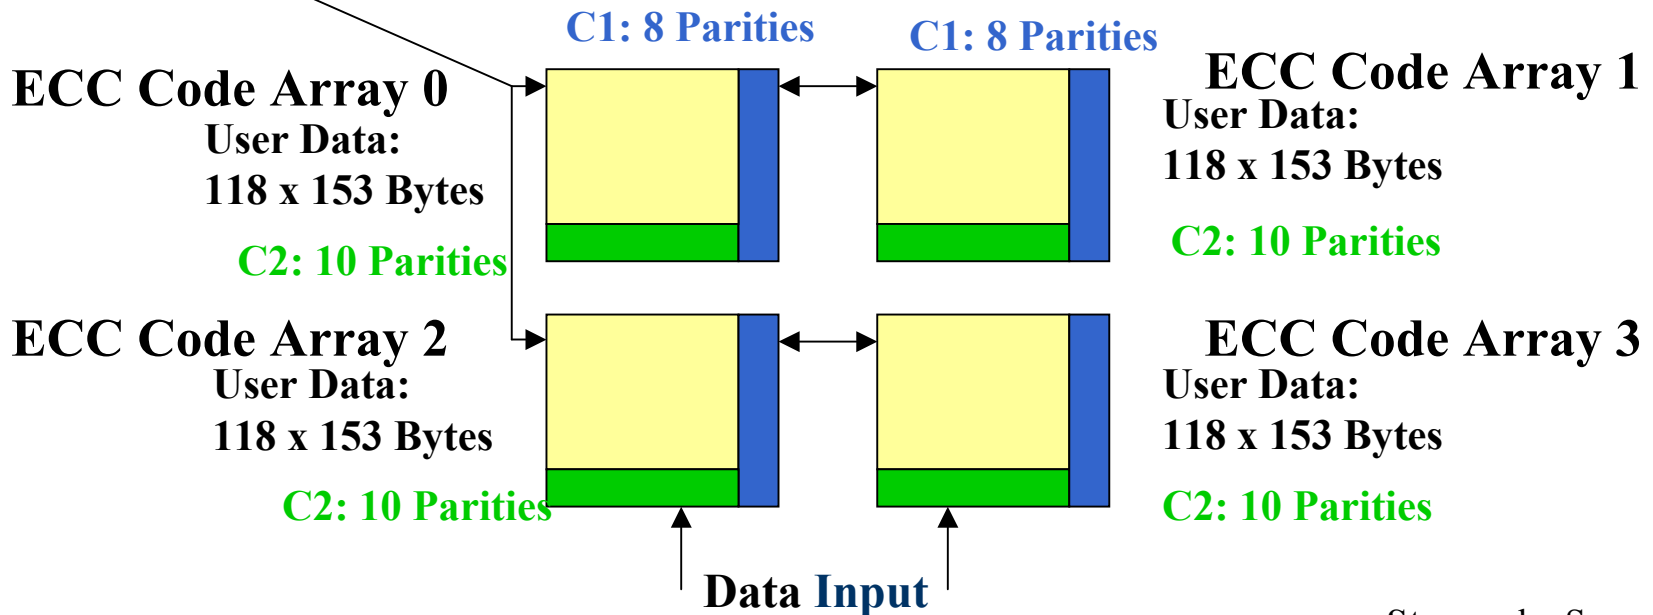 C1: 8 Parities
C1: 8 Parities
ECC Code Array 0
User Data:
118 x 153 Bytes
C2: 10 Parities
ECC Code Array 1
User Data:
118 x 153 Bytes
C2: 10 Parities
ECC Code Array 2
User Data:
118 x 153 Bytes
C2: 10 Parities
ECC Code Array 3
User Data:
118 x 153 Bytes
C2: 10 Parities
Data Input